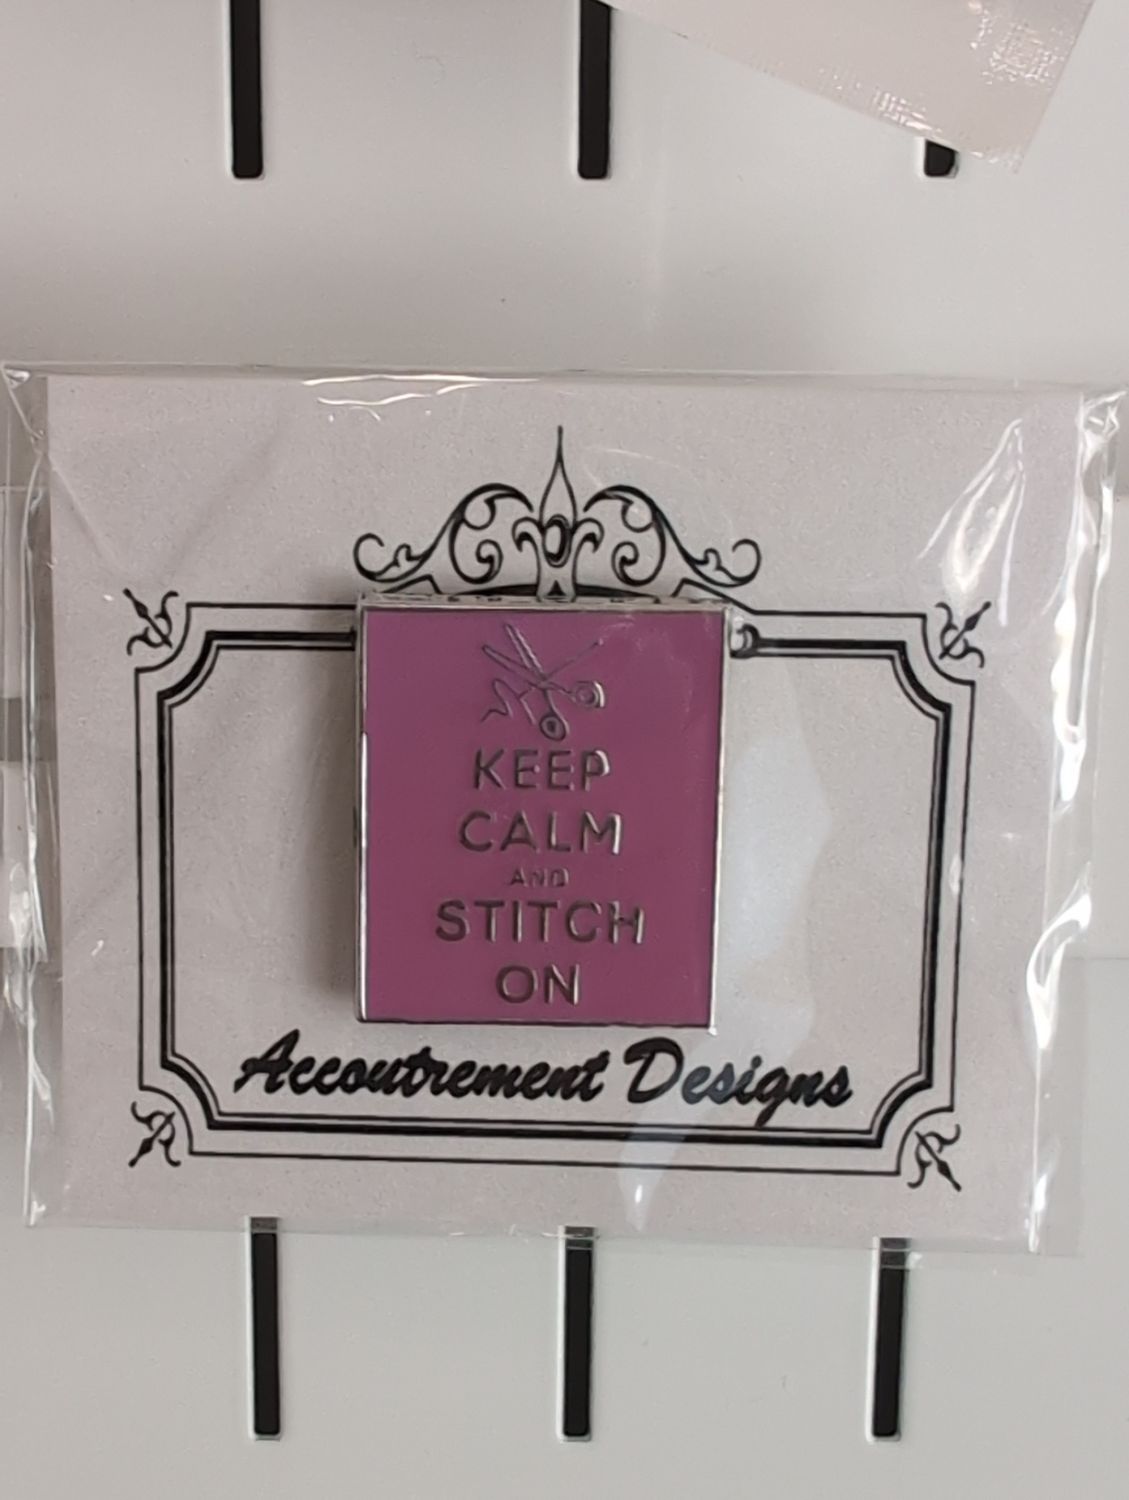 KEEP
CALM
AND
STITCH
ON
Accoutrement Designs